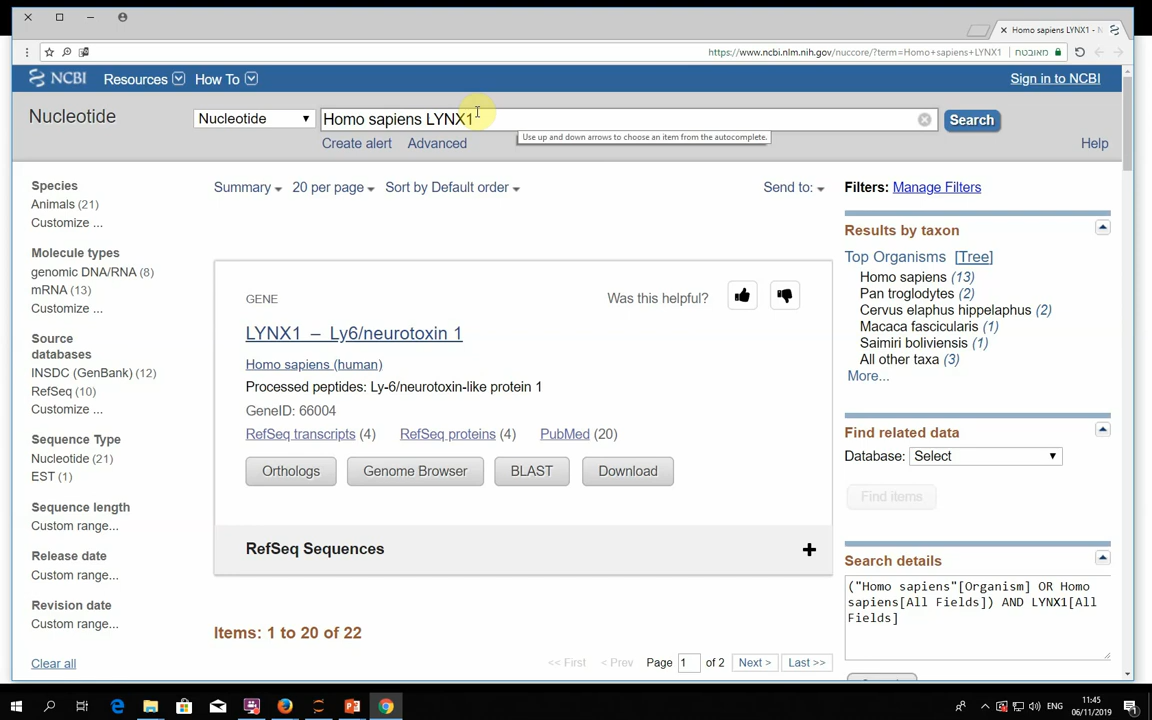 Homo sapiens LYNX1 - N
https://www.ncbi.nlm.nih.gov/nuccore/?term=Homo+sapiens+LYNX1
מאובטח
NCBI
Resources
How To
Sign in to NCBI
Nucleotide
Nucleotide
Homo sapiens LYNX1
Search
Use up and down arrows to choose an item from the autocomplete.
Create alert
Advanced
Help
Species
Animals (21)
Customize ...
Molecule types
genomic DNA/RNA (8)
mRNA (13)
Customize ...
Source
databases
INSDC (GenBank) (12)
RefSeq (10)
Customize ...
Sequence Type
Nucleotide (21)
EST (1)
Sequence length
Custom range...
Release date
Custom range...
Revision date
Custom range...
Clear all
Summary
20 per page
Sort by Default order
Send to:
GENE
Was this helpful?
LYNX1 – Ly6/neurotoxin 1
Homo sapiens (human)
Processed peptides: Ly-6/neurotoxin-like protein 1
GeneID: 66004
RefSeq transcripts (4)
RefSeq proteins (4)
PubMed (20)
Orthologs
Genome Browser
BLAST
Download
RefSeq Sequences
Items: 1 to 20 of 22
<< First
< Prev
Page 1 of 2
Next >
Last >>
Filters: Manage Filters
Results by taxon
Top Organisms [Tree]
Homo sapiens (13)
Pan troglodytes (2)
Cervus elaphus hippelaphus (2)
Macaca fascicularis (1)
Saimiri boliviensis (1)
All other taxa (3)
More...
Find related data
Database: Select
Find items
Search details
("Homo sapiens"[Organism] OR Homo
sapiens[All Fields]) AND LYNX1[All
Fields]
ENG
11:45
06/11/2019